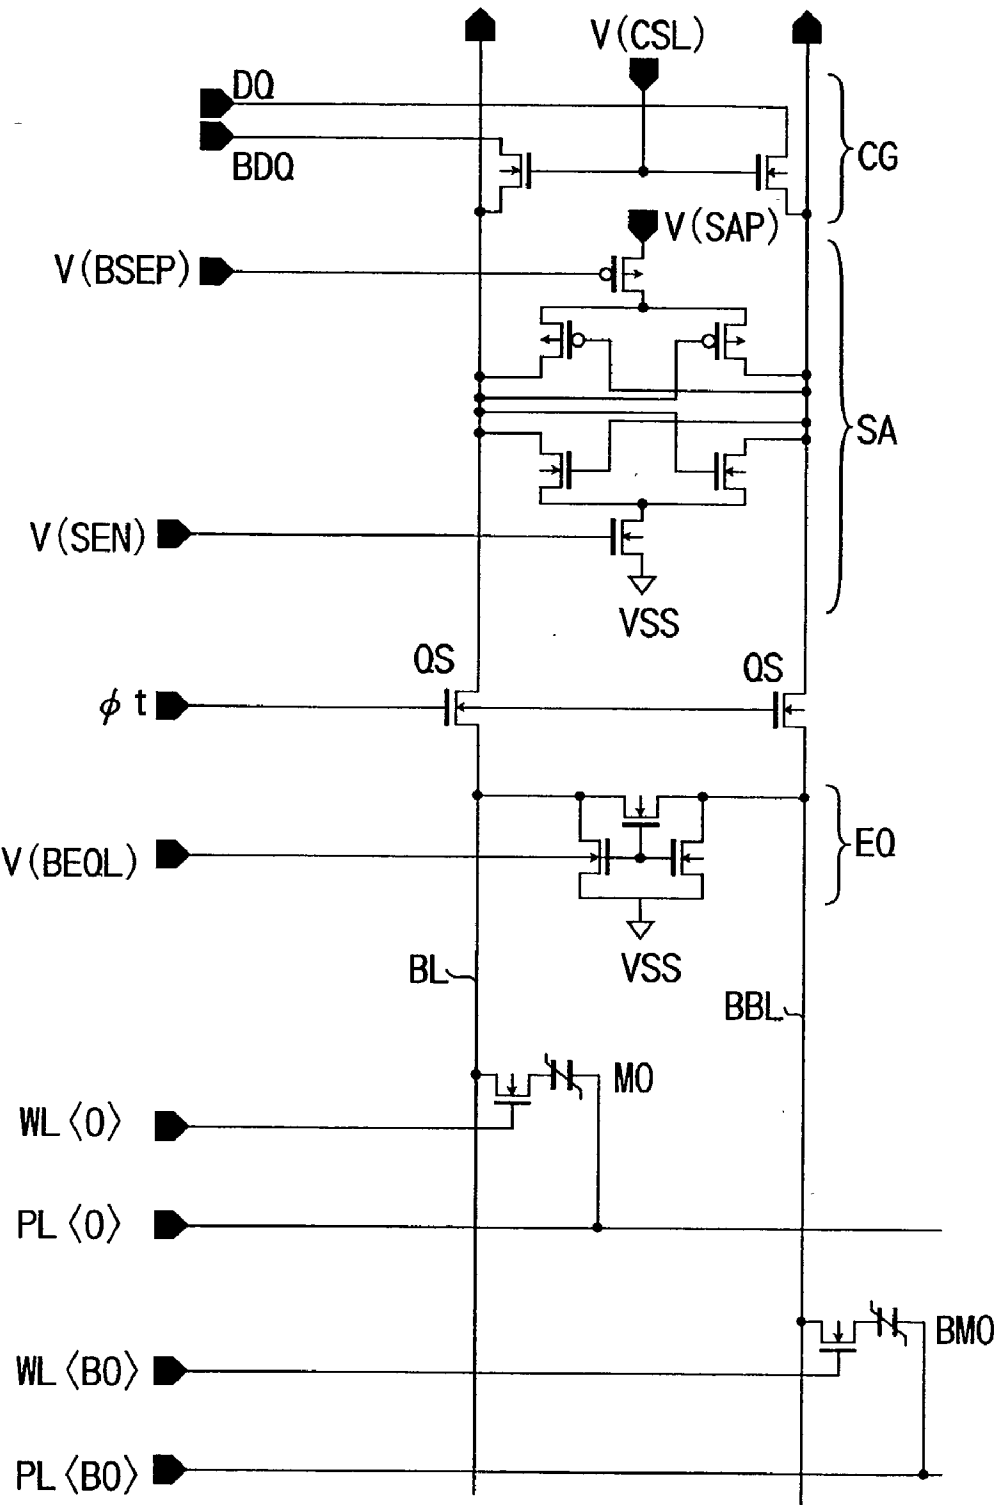 V(CSL)
DQ
BDQ
CG
V(SAP)
V(BSEP)
SA
V(SEN)
VSS
QS
QS
ϕt
V(BEQL)
EQ
VSS
BL
BBL
M0
WL〈0〉
PL〈0〉
BM0
WL〈B0〉
PL〈B0〉